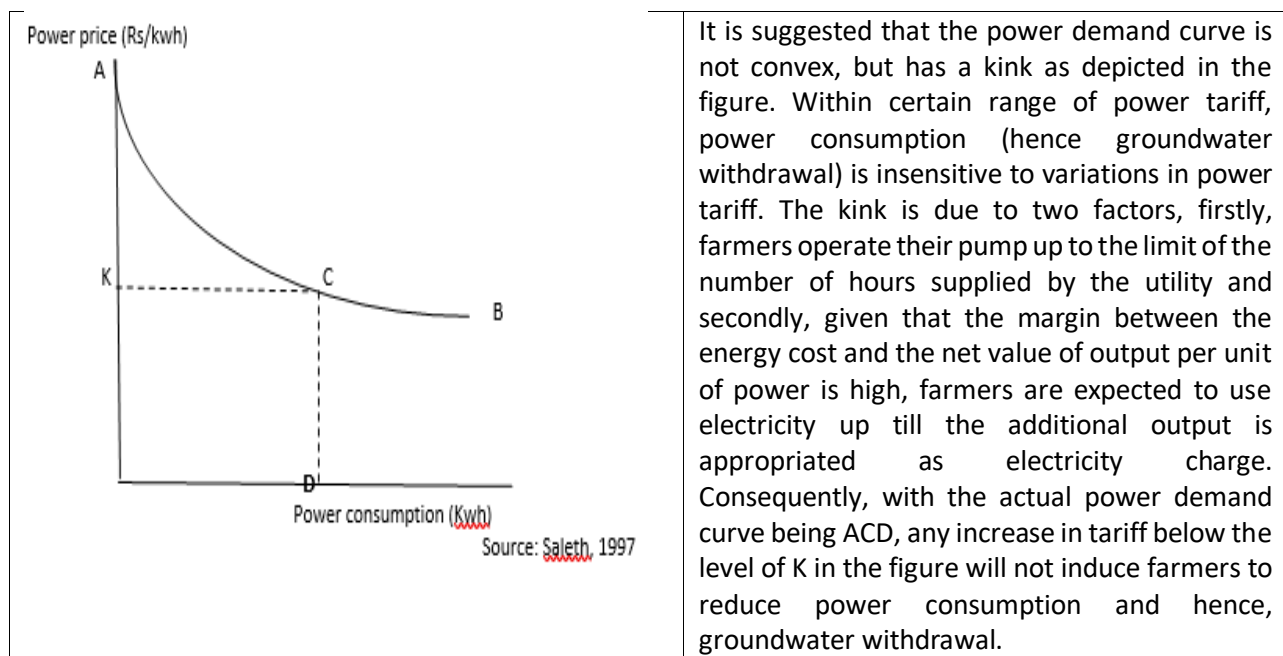 Power price (Rs/kwh)
A
K
C
B
D
Power consumption (Kwh)
Source: Saleth, 1997
It is suggested that the power demand curve is
not convex, but has a kink as depicted in the
figure. Within certain range of power tariff,
power consumption (hence groundwater
withdrawal) is insensitive to variations in power
tariff. The kink is due to two factors, firstly,
farmers operate their pump up to the limit of the
number of hours supplied by the utility and
secondly, given that the margin between the
energy cost and the net value of output per unit
of power is high, farmers are expected to use
electricity up till the additional output is
appropriated as electricity charge.
Consequently, with the actual power demand
curve being ACD, any increase in tariff below the
level of K in the figure will not induce farmers to
reduce power consumption and hence,
groundwater withdrawal.